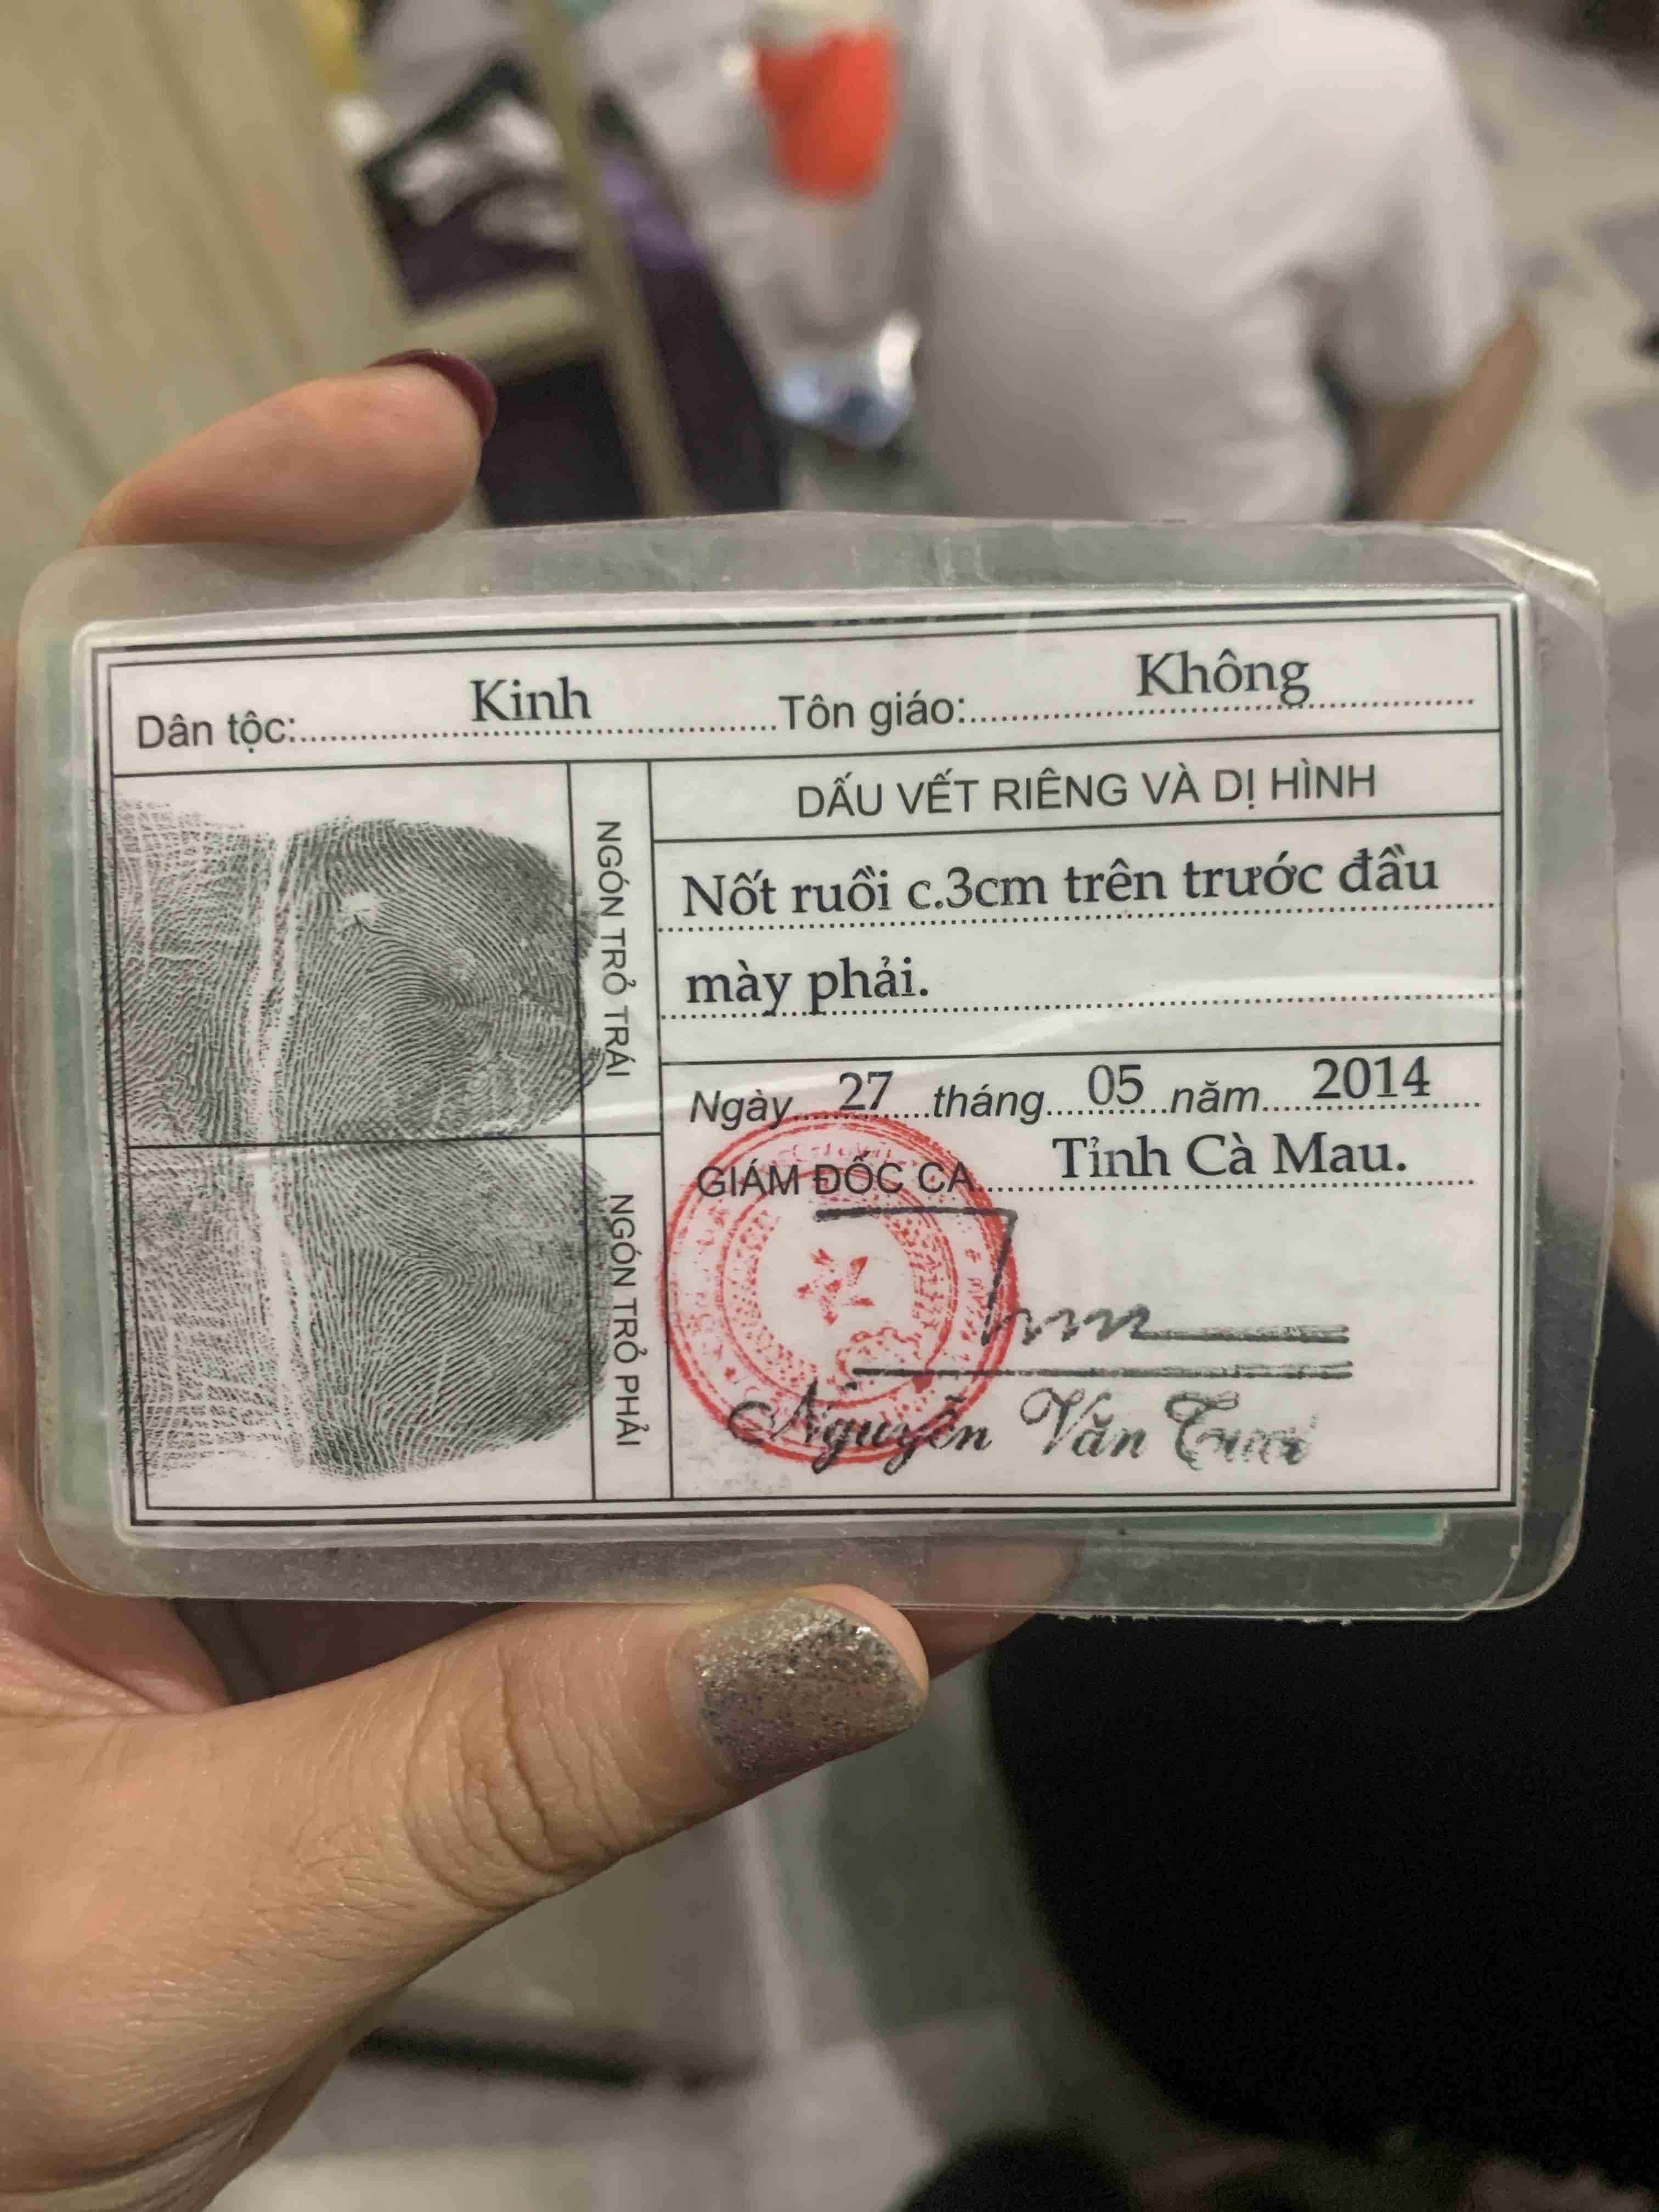 Dân tộc: Kinh Tôn giáo: Không
DẤU VẾT RIÊNG VÀ DỊ HÌNH
Nốt ruồi c.3cm trên trước đầu
mày phải.
NGÓN TRỎ TRÁI
NGÓN TRỎ PHẢI
Ngày 27 tháng 05 năm 2014
GIÁM ĐỐC CA Tỉnh Cà Mau.
Nguyễn Văn